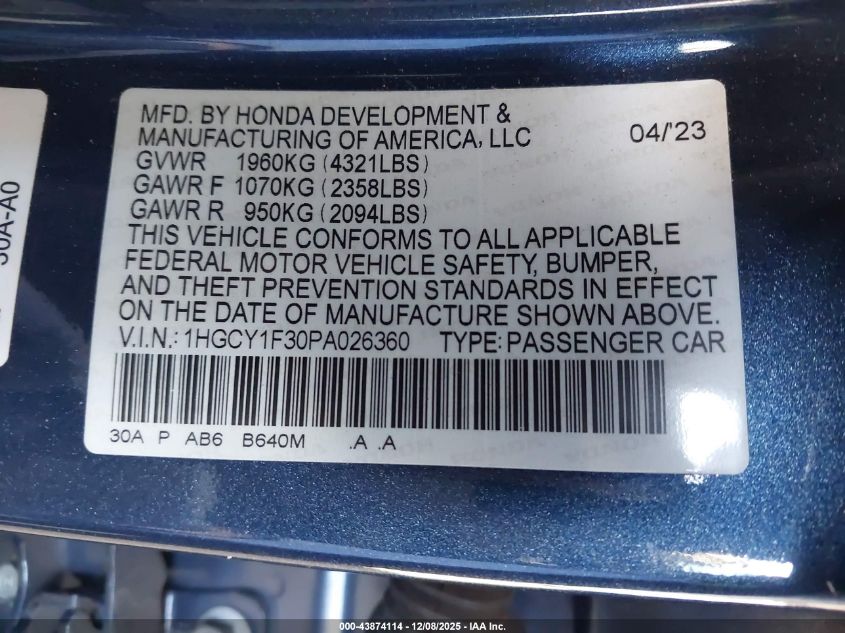 MFD. BY HONDA DEVELOPMENT &
MANUFACTURING OF AMERICA, LLC 04/'23
GVWR 1960KG (4321LBS)
GAWR F 1070KG (2358LBS)
GAWR R 950KG (2094LBS)
THIS VEHICLE CONFORMS TO ALL APPLICABLE
FEDERAL MOTOR VEHICLE SAFETY, BUMPER,
AND THEFT PREVENTION STANDARDS IN EFFECT
ON THE DATE OF MANUFACTURE SHOWN ABOVE.
V.I.N.: 1HGCY1F30PA026360 TYPE: PASSENGER CAR
30A P AB6 B640M .A .A
30A-A0
000-43874114 - 12/08/2025 - IAA Inc.